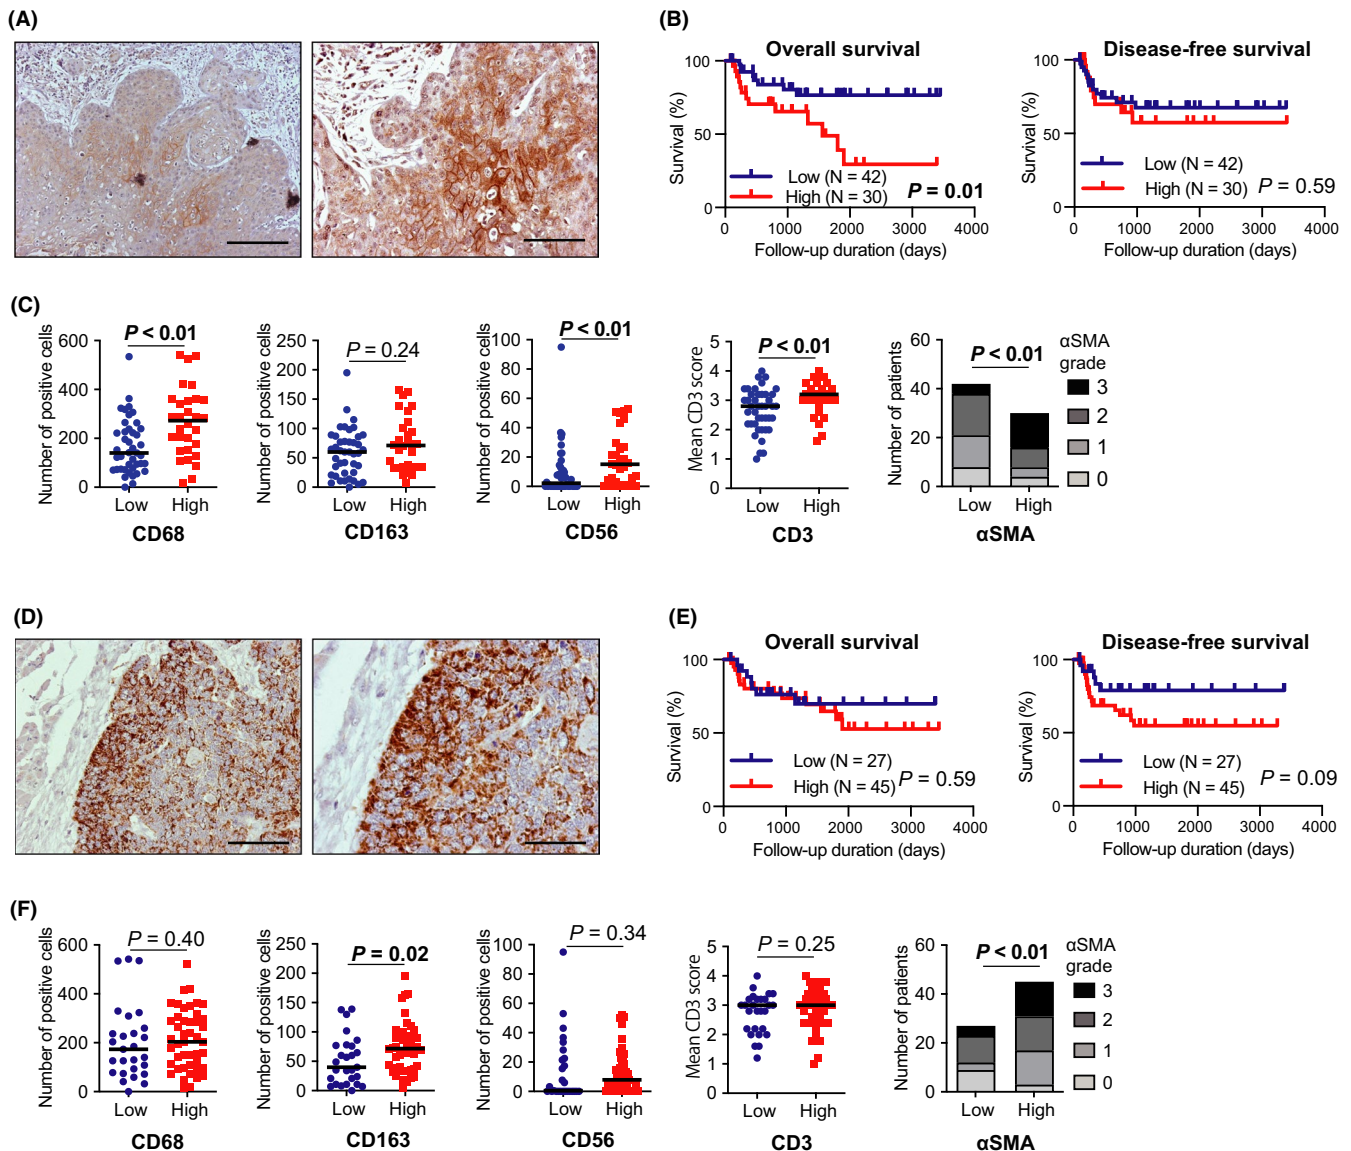 (A)
(B)
Overall survival
Disease-free survival
Survival (%)
100
50
0
Low (N = 42)
High (N = 30)
P = 0.01
0 1000 2000 3000 4000
Follow-up duration (days)
Survival (%)
100
50
0
Low (N = 42)
High (N = 30)
P = 0.59
0 1000 2000 3000 4000
Follow-up duration (days)
(C)
Number of positive cells
600
400
200
0
P < 0.01
Low High
CD68
Number of positive cells
250
200
150
100
50
0
P = 0.24
Low High
CD163
Number of positive cells
100
80
60
40
20
0
P < 0.01
Low High
CD56
Mean CD3 score
5
4
3
2
1
0
P < 0.01
Low High
CD3
Number of patients
60
40
20
0
P < 0.01
Low High
αSMA
αSMA
grade
3
2
1
0
(D)
(E)
Overall survival
Disease-free survival
Survival (%)
100
50
0
Low (N = 27)
High (N = 45)
P = 0.59
0 1000 2000 3000 4000
Follow-up duration (days)
Survival (%)
100
50
0
Low (N = 27)
High (N = 45)
P = 0.09
0 1000 2000 3000 4000
Follow-up duration (days)
(F)
Number of positive cells
600
400
200
0
P = 0.40
Low High
CD68
Number of positive cells
250
200
150
100
50
0
P = 0.02
Low High
CD163
Number of positive cells
100
80
60
40
20
0
P = 0.34
Low High
CD56
Mean CD3 score
5
4
3
2
1
0
P = 0.25
Low High
CD3
Number of patients
60
40
20
0
P < 0.01
Low High
αSMA
αSMA
grade
3
2
1
0